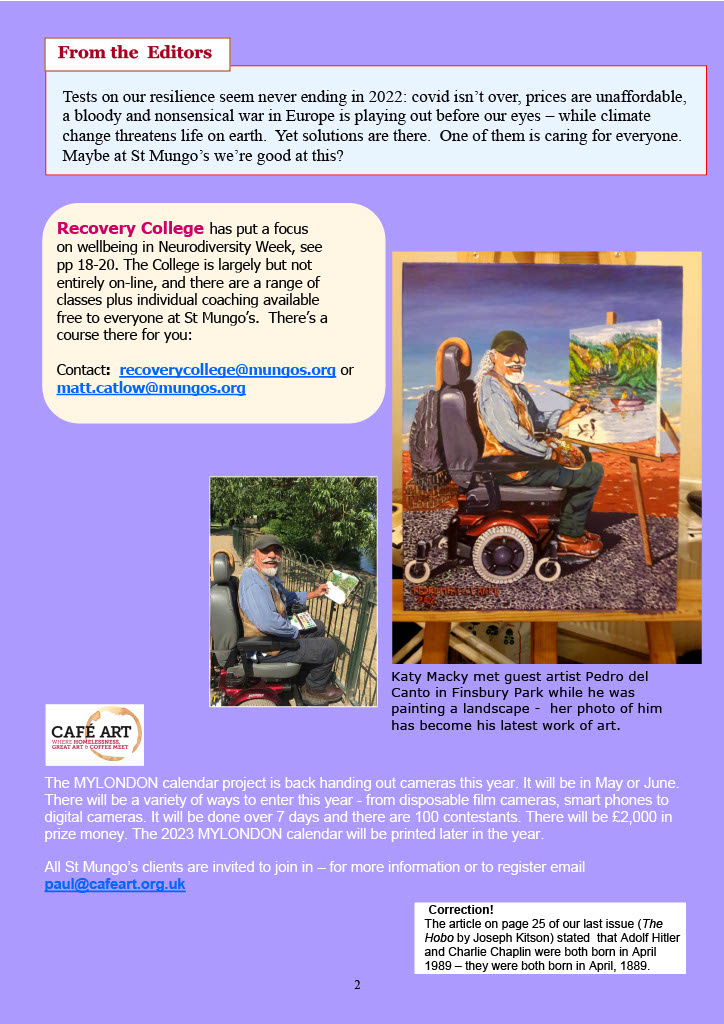 From the Editors
Tests on our resilience seem never ending in 2022: covid isn't over, prices are unaffordable,
a bloody and nonsensical war in Europe is playing out before our eyes – while climate
change threatens life on earth. Yet solutions are there. One of them is caring for everyone.
Maybe at St Mungo's we're good at this?
Recovery College has put a focus
on wellbeing in Neurodiversity Week, see
pp 18-20. The College is largely but not
entirely on-line, and there are a range of
classes plus individual coaching available
free to everyone at St Mungo's. There's a
course there for you:
Contact: recoverycollege@mungos.org or
matt.catlow@mungos.org
Katy Macky met guest artist Pedro del
Canto in Finsbury Park while he was
painting a landscape - her photo of him
has become his latest work of art.
CAFÉ ART
WHERE HOMELESSNESS,
GREAT ART & COFFEE MEET
The MYLONDON calendar project is back handing out cameras this year. It will be in May or June.
There will be a variety of ways to enter this year - from disposable film cameras, smart phones to
digital cameras. It will be done over 7 days and there are 100 contestants. There will be £2,000 in
prize money. The 2023 MYLONDON calendar will be printed later in the year.
All St Mungo's clients are invited to join in – for more information or to register email
paul@cafeart.org.uk
Correction!
The article on page 25 of our last issue (The
Hobo by Joseph Kitson) stated that Adolf Hitler
and Charlie Chaplin were both born in April
1989 – they were both born in April, 1889.
2